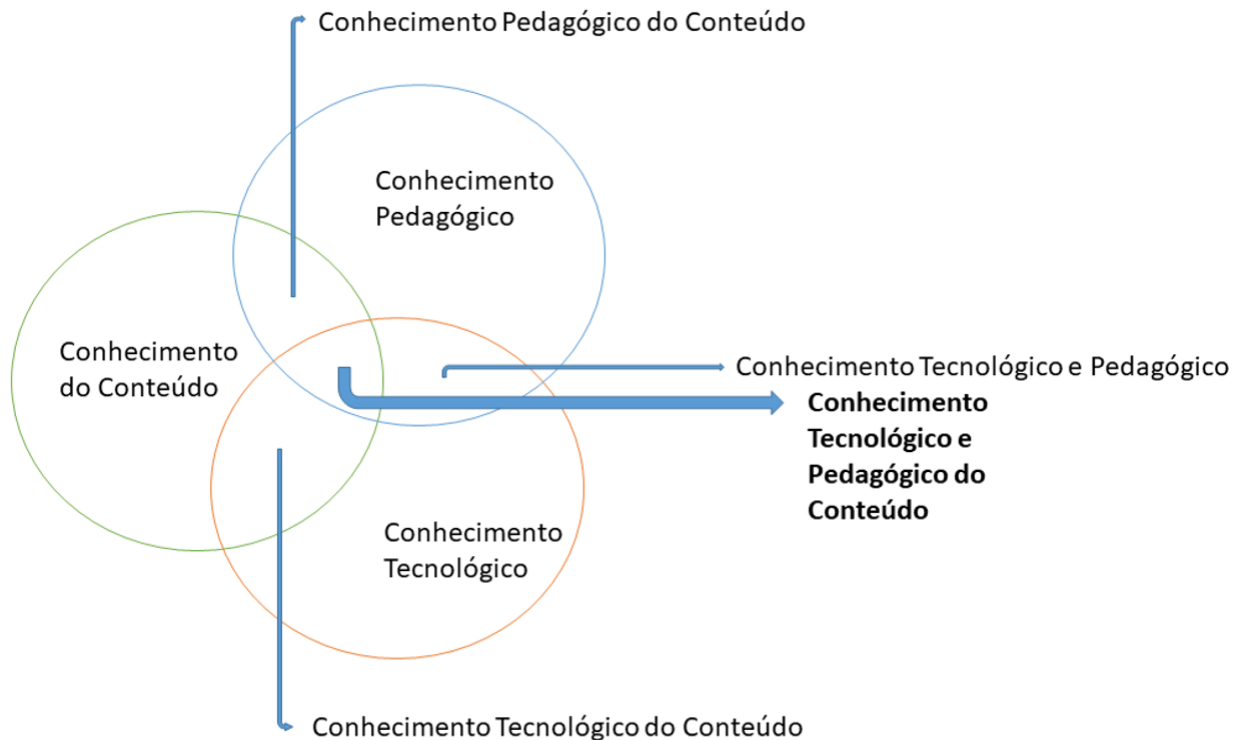 Conhecimento Pedagógico do Conteúdo
Conhecimento
Pedagógico
Conhecimento
do Conteúdo
Conhecimento Tecnológico e Pedagógico
Conhecimento
Tecnológico e
Pedagógico do
Conteúdo
Conhecimento
Tecnológico
Conhecimento Tecnológico do Conteúdo